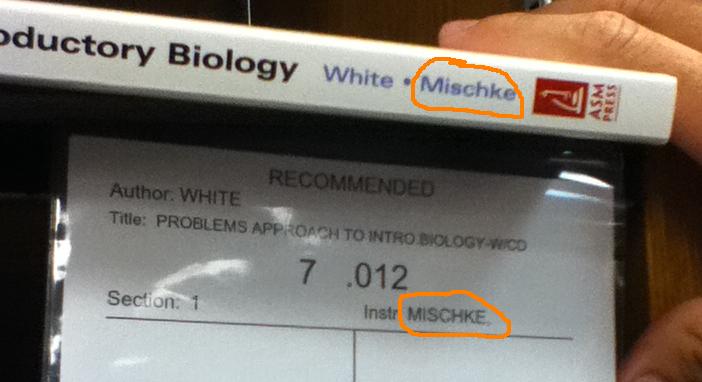 oductory Biology White • Mischke ASM PRESS
RECOMMENDED
Author: WHITE
Title: PROBLEMS APPROACH TO INTRO.BIOLOGY-W/CD
7 .012
Section: 1 Instr MISCHKE,